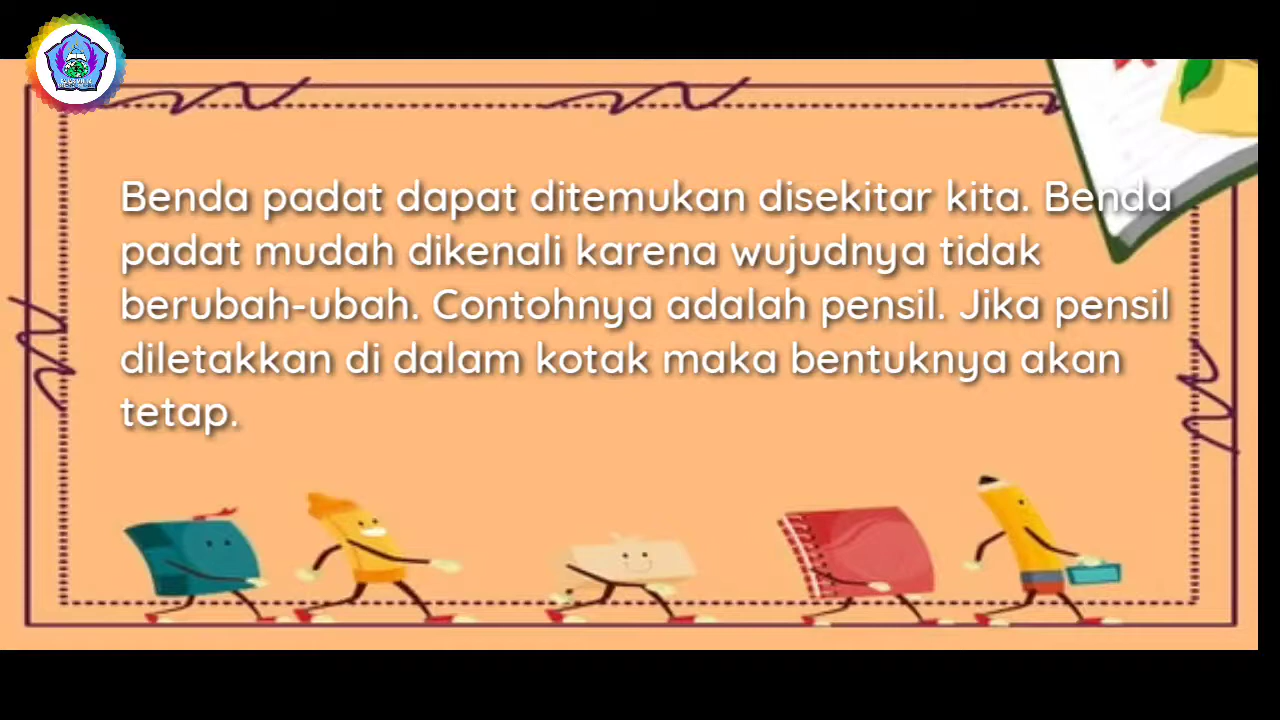 Benda padat dapat ditemukan disekitar kita. Benda
padat mudah dikenali karena wujudnya tidak
berubah-ubah. Contohnya adalah pensil. Jika pensil
diletakkan di dalam kotak maka bentuknya akan
tetap.